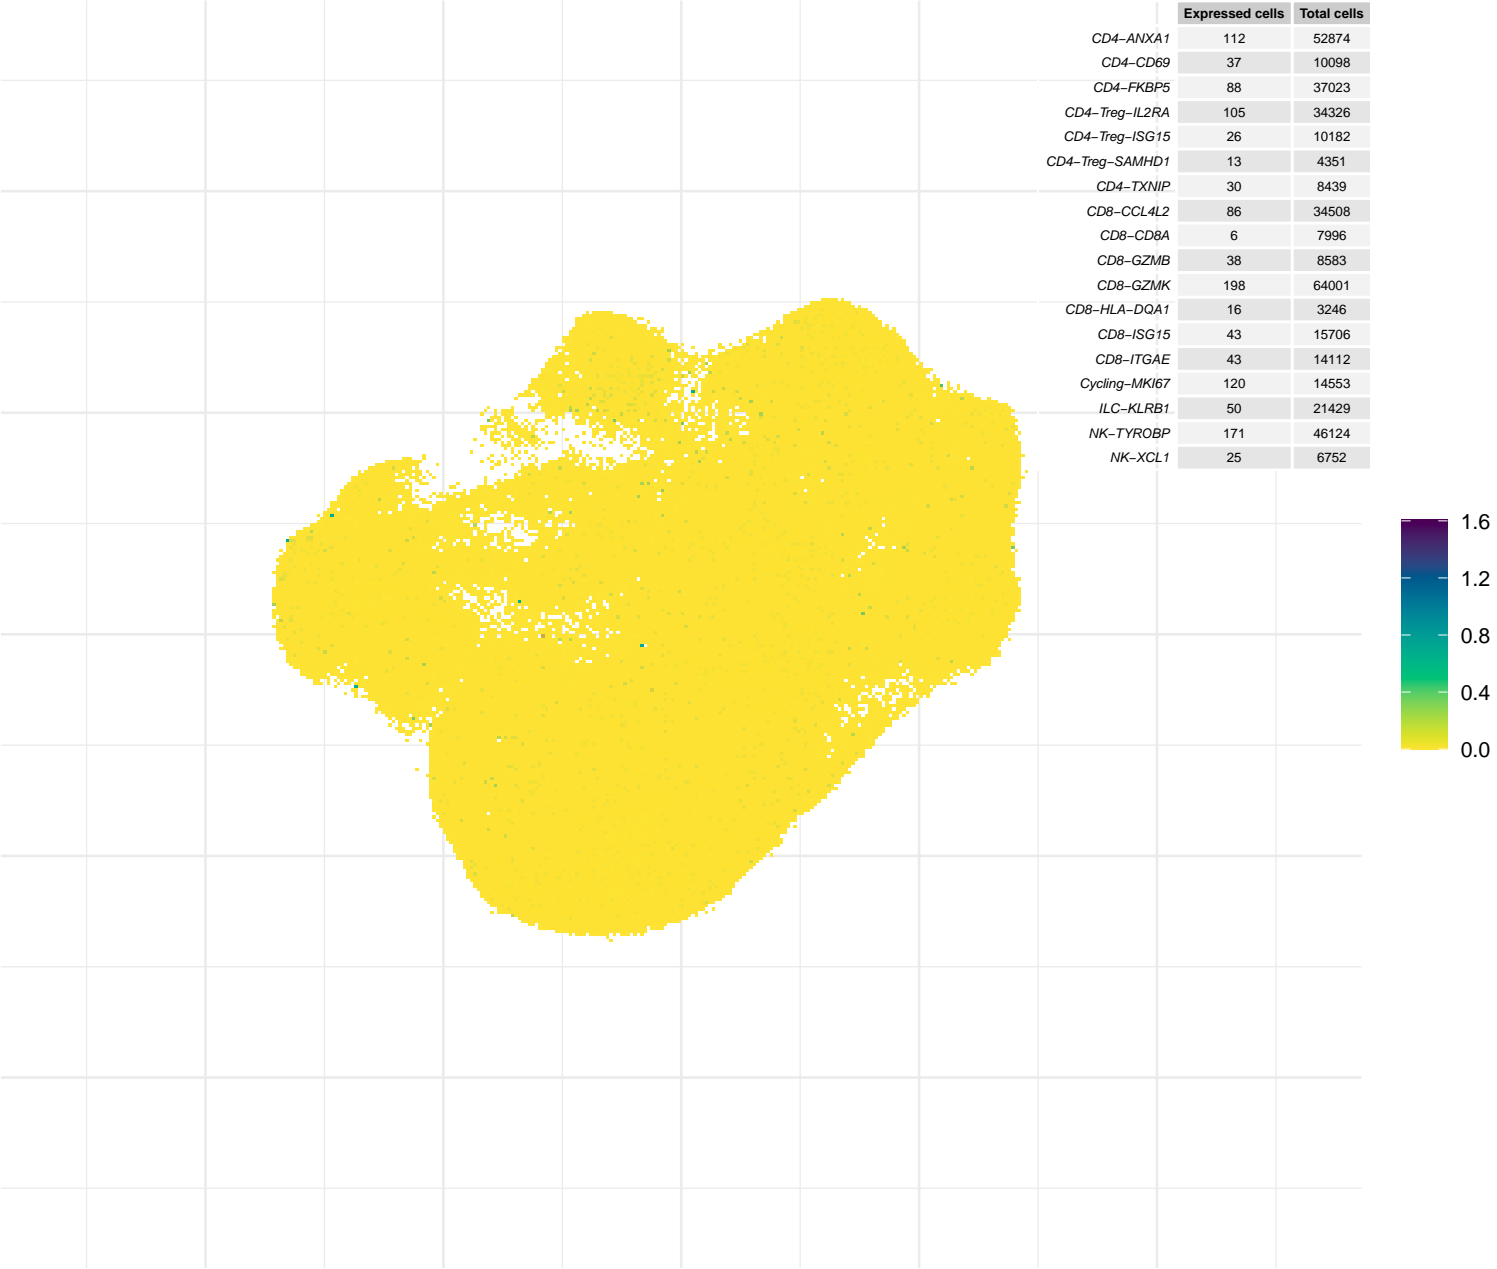 Expressed cells Total cells
CD4−ANXA1 112 52874
CD4−CD69 37 10098
CD4−FKBP5 88 37023
CD4−Treg−IL2RA 105 34326
CD4−Treg−ISG15 26 10182
CD4−Treg−SAMHD1 13 4351
CD4−TXNIP 30 8439
CD8−CCL4L2 86 34508
CD8−CD8A 6 7996
CD8−GZMB 38 8583
CD8−GZMK 198 64001
CD8−HLA−DQA1 16 3246
CD8−ISG15 43 15706
CD8−ITGAE 43 14112
Cycling−MKI67 120 14553
ILC−KLRB1 50 21429
NK−TYROBP 171 46124
NK−XCL1 25 6752
1.6
1.2
0.8
0.4
0.0